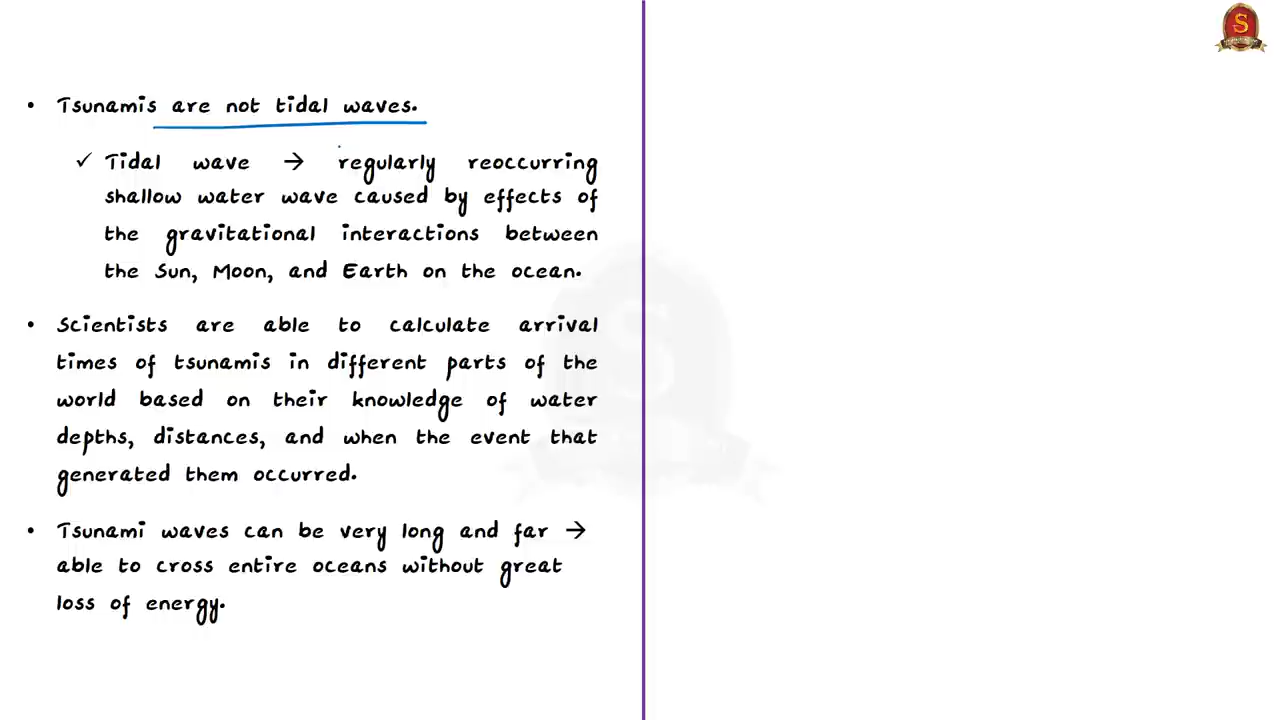 • Tsunamis are not tidal waves.
✓ Tidal wave → regularly reoccurring
shallow water wave caused by effects of
the gravitational interactions between
the Sun, Moon, and Earth on the ocean.
• Scientists are able to calculate arrival
times of tsunamis in different parts of the
world based on their knowledge of water
depths, distances, and when the event that
generated them occurred.
• Tsunami waves can be very long and far →
able to cross entire oceans without great
loss of energy.
S